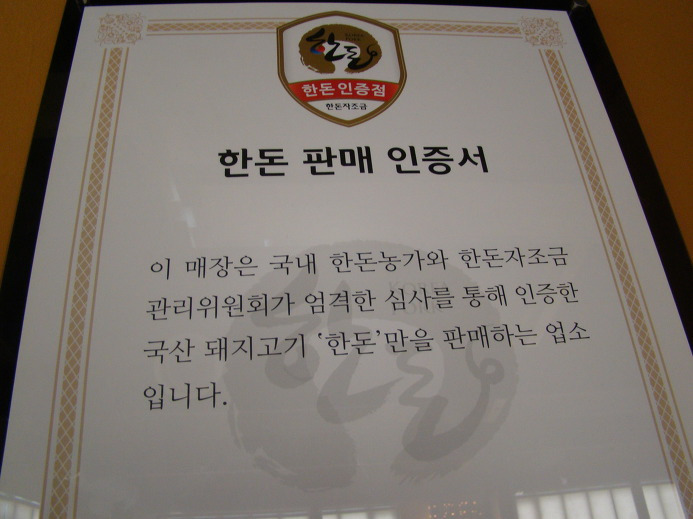 한돈
한돈인증점
한돈자조금
한돈 판매 인증서
이 매장은 국내 한돈농가와 한돈자조금
관리위원회가 엄격한 심사를 통해 인증한
국산 돼지고기 '한돈'만을 판매하는 업소
입니다.